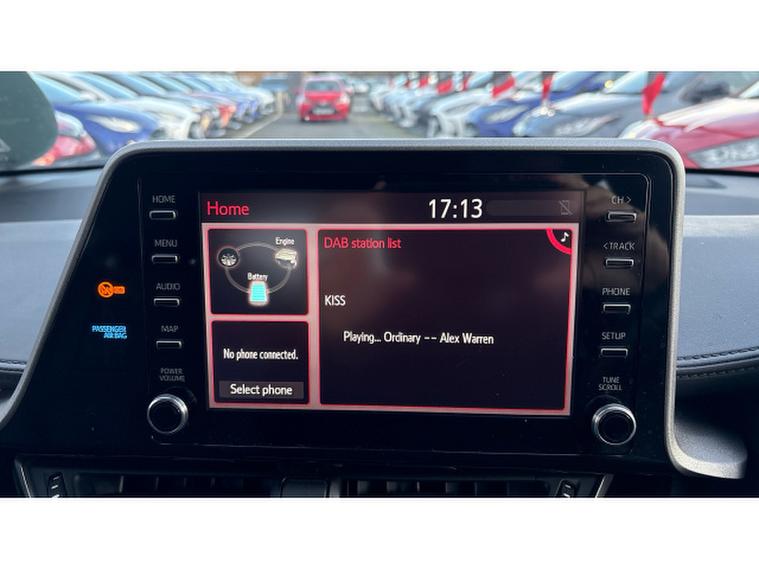 HOME
MENU
AUDIO
MAP
POWER
VOLUME
PASSENGER
AIR BAG
Home
17:13
Engine
Battery
No phone connected.
Select phone
DAB station list
KISS
Playing... Ordinary -- Alex Warren
CH >
< TRACK
PHONE
SETUP
TUNE
SCROLL